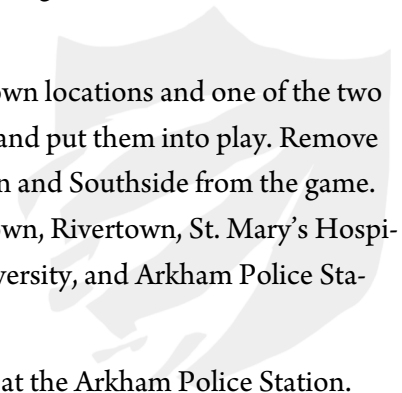 own locations and one of the two
and put them into play. Remove
n and Southside from the game.
own, Rivertown, St. Mary’s Hospi-
versity, and Arkham Police Sta-
at the Arkham Police Station.